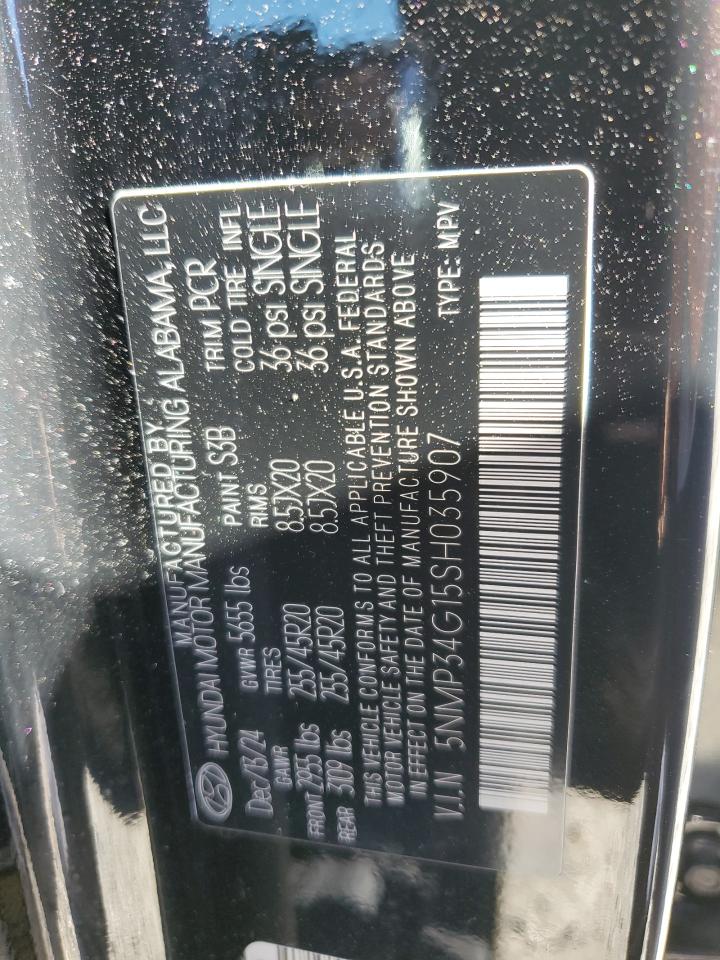 MANUFACTURED BY
HYUNDAI MOTOR MANUFACTURING ALABAMA, LLC
Dec/13/24 GVWR 5655 lbs PAINT S3B TRIM PCR
GAWR TIRES RIMS COLD TIRE INFL
FRONT 2955 lbs 255/45R20 8.5JX20 36 psi SINGLE
REAR 3109 lbs 255/45R20 8.5JX20 36 psi SINGLE
THIS VEHICLE CONFORMS TO ALL APPLICABLE U.S.A. FEDERAL
MOTOR VEHICLE SAFETY AND THEFT PREVENTION STANDARDS
IN EFFECT ON THE DATE OF MANUFACTURE SHOWN ABOVE
V.I.N 5NMP34G15SH035907 TYPE: MPV